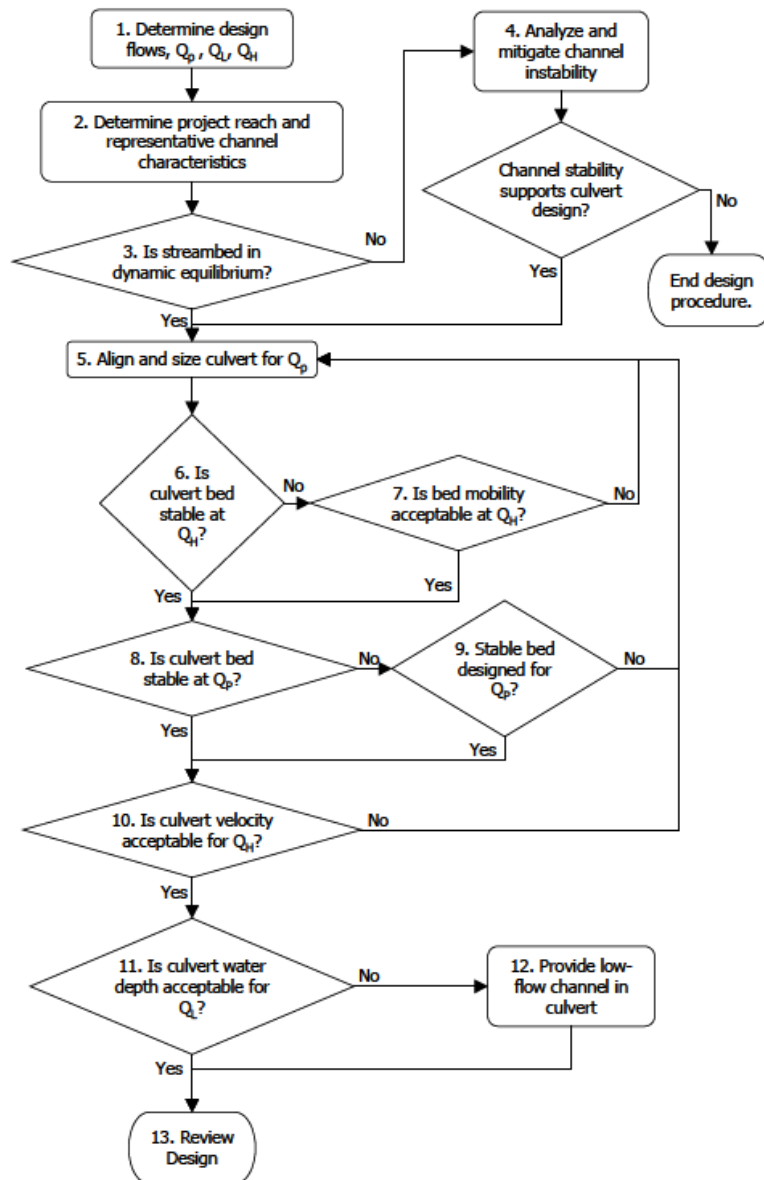 1. Determine design
flows, Qp , QL, QH
2. Determine project reach and
representative channel
characteristics
3. Is streambed in
dynamic equilibrium?
No
Yes
4. Analyze and
mitigate channel
instability
Channel stability
supports culvert
design?
No
Yes
End design
procedure.
5. Align and size culvert for Qp
6. Is
culvert bed
stable at
QH?
No
Yes
7. Is bed mobility
acceptable at QH?
No
Yes
8. Is culvert bed
stable at QP?
No
Yes
9. Stable bed
designed for
QP?
No
Yes
10. Is culvert velocity
acceptable for QH?
No
Yes
11. Is culvert water
depth acceptable for
QL?
No
Yes
12. Provide low-
flow channel in
culvert
13. Review
Design